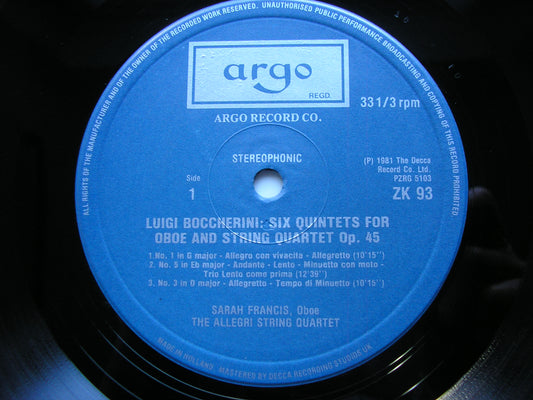 ALL RIGHTS OF THE MANUFACTURER AND OF THE OWNER OF THE RECORDED WORK RESERVED. UNAUTHORISED PUBLIC PERFORMANCE BROADCASTING AND COPYING OF THIS RECORD PROHIBITED.
argo
REGD.
33 1/3 rpm
ARGO RECORD CO.
STEREOPHONIC
Side
1
(P) 1981 The Decca
Record Co. Ltd.
PZRG 5103
ZK 93
LUIGI BOCCHERINI: SIX QUINTETS FOR
OBOE AND STRING QUARTET Op. 45
1.No. 1 in G major - Allegro con vivacita - Allegretto (10'15")
2. No. 5 in Eb major - Andante - Lento - Minuetto con moto -
Trio Lento come prima (12'39")
3. No. 3 in D major - Allegretto - Tempo di Minuetto (10'15")
SARAH FRANCIS, Oboe
THE ALLEGRI STRING QUARTET
MADE IN HOLLAND
MASTERED BY DECCA RECORDING STUDIOS UK